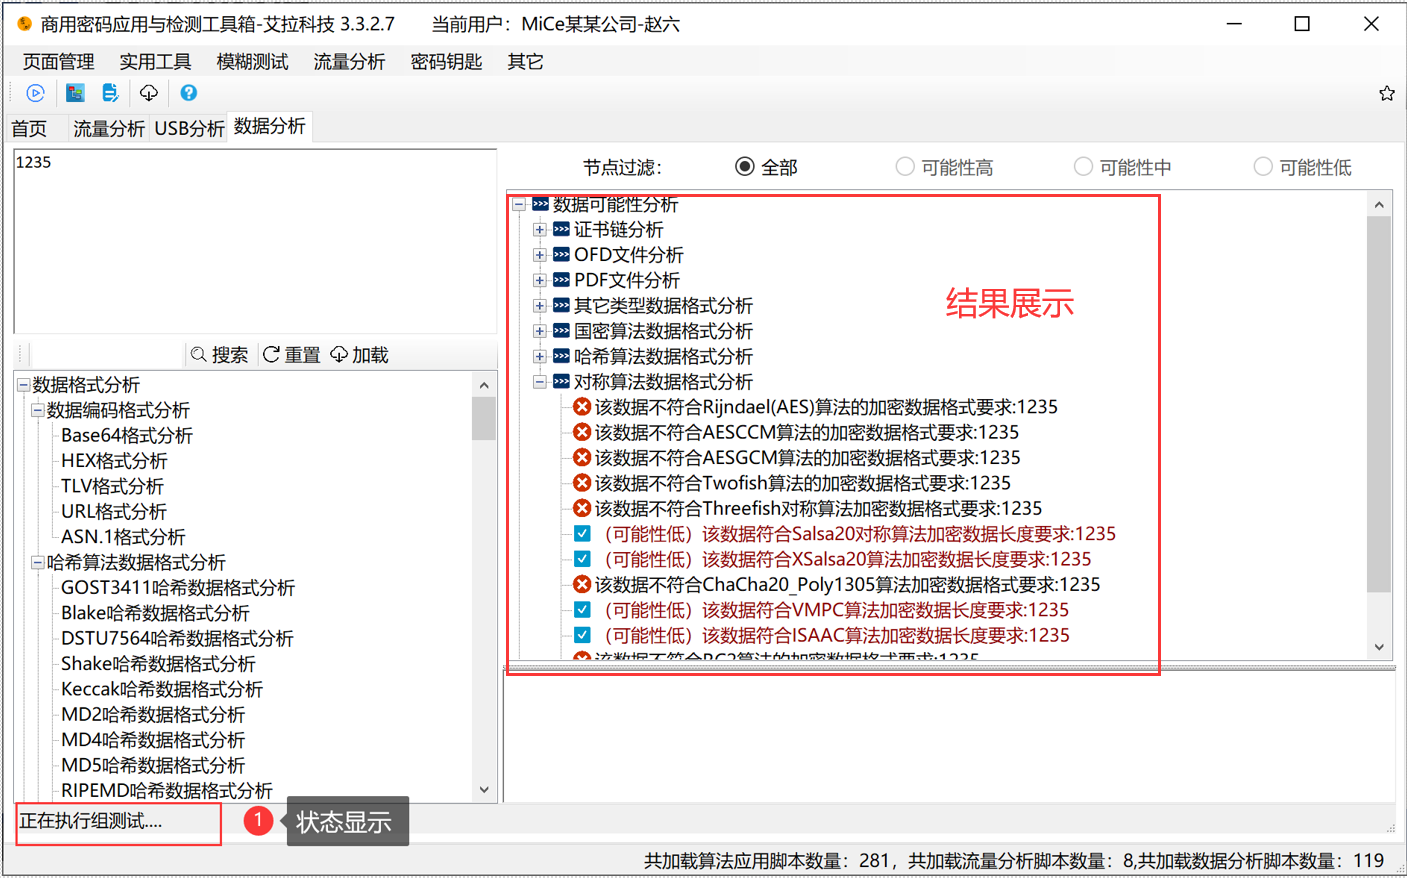 商用密码应用与检测工具箱-艾拉科技 3.3.2.7 当前用户：MiCe某某公司-赵六
页面管理 实用工具 模糊测试 流量分析 密码钥匙 其它
首页 流量分析 USB分析 数据分析
1235
搜索 重置 加载
数据格式分析
数据编码格式分析
Base64格式分析
HEX格式分析
TLV格式分析
URL格式分析
ASN.1格式分析
哈希算法数据格式分析
GOST3411哈希数据格式分析
Blake哈希数据格式分析
DSTU7564哈希数据格式分析
Shake哈希数据格式分析
Keccak哈希数据格式分析
MD2哈希数据格式分析
MD4哈希数据格式分析
MD5哈希数据格式分析
RIPEMD哈希数据格式分析
节点过滤： 全部 可能性高 可能性中 可能性低
数据可能性分析
证书链分析
OFD文件分析
PDF文件分析
其它类型数据格式分析
国密算法数据格式分析
哈希算法数据格式分析
对称算法数据格式分析
该数据不符合Rijndael(AES)算法的加密数据格式要求:1235
该数据不符合AESCCM算法的加密数据格式要求:1235
该数据不符合AESGCM算法的加密数据格式要求:1235
该数据不符合Twofish算法的加密数据格式要求:1235
该数据不符合Threefish对称算法加密数据格式要求:1235
（可能性低）该数据符合Salsa20对称算法加密数据长度要求:1235
（可能性低）该数据符合XSalsa20算法加密数据长度要求:1235
该数据不符合ChaCha20_Poly1305算法加密数据格式要求:1235
（可能性低）该数据符合VMPC算法加密数据长度要求:1235
（可能性低）该数据符合ISAAC算法加密数据长度要求:1235
该数据不符合RC2算法的加密数据格式要求:1235
结果展示
正在执行组测试....
1 状态显示
共加载算法应用脚本数量：281，共加载流量分析脚本数量：8,共加载数据分析脚本数量：119